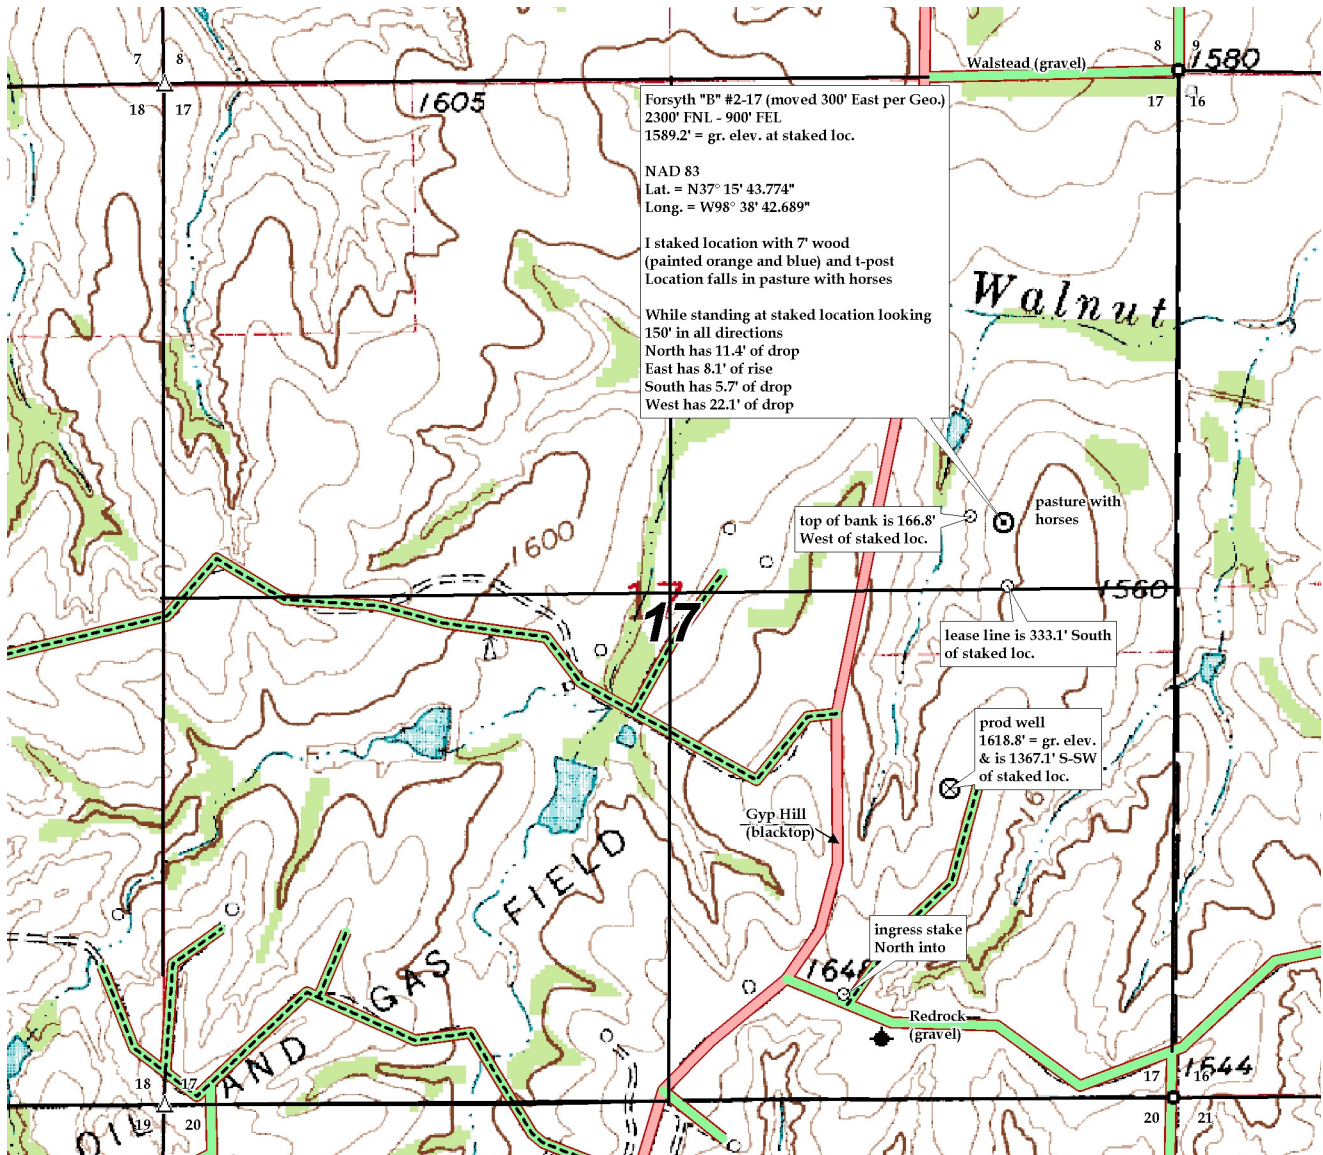 7 8
18 17
1605
Walstead (gravel)
8 9
1580
17 16
Forsyth "B" #2-17 (moved 300' East per Geo.)
2300' FNL - 900' FEL
1589.2' = gr. elev. at staked loc.
NAD 83
Lat. = N37° 15' 43.774"
Long. = W98° 38' 42.689"
I staked location with 7' wood
(painted orange and blue) and t-post
Location falls in pasture with horses
While standing at staked location looking
150' in all directions
North has 11.4' of drop
East has 8.1' of rise
South has 5.7' of drop
West has 22.1' of drop
Walnut
pasture with
horses
top of bank is 166.8'
West of staked loc.
1600
17
17
1560
lease line is 333.1' South
of staked loc.
prod well
1618.8' = gr. elev.
& is 1367.1' S-SW
of staked loc.
Gyp Hill
(blacktop)
ingress stake
North into
1648
Redrock
(gravel)
OIL AND GAS FIELD
18 17
19 20
17 16
1644
20 21